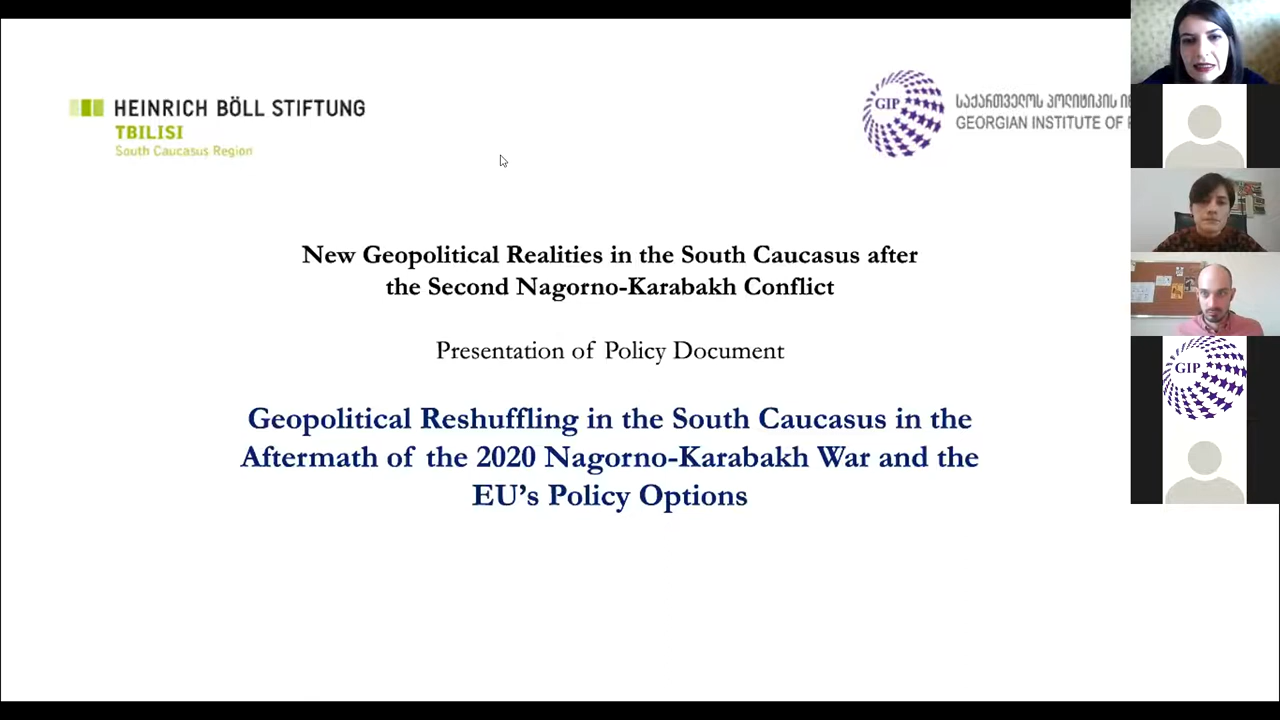 HEINRICH BÖLL STIFTUNG
TBILISI
South Caucasus Region
GIP
საქართველოს პოლიტიკის
GEORGIAN INSTITUTE OF
New Geopolitical Realities in the South Caucasus after
the Second Nagorno-Karabakh Conflict
Presentation of Policy Document
Geopolitical Reshuffling in the South Caucasus in the
Aftermath of the 2020 Nagorno-Karabakh War and the
EU’s Policy Options
GIP